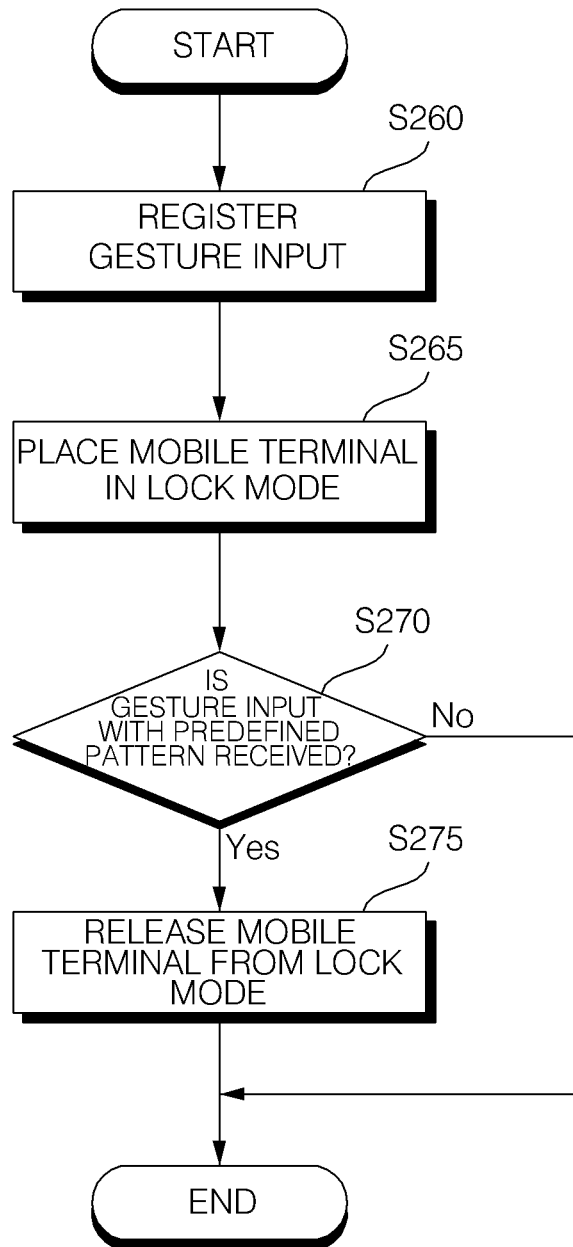 START
S260
REGISTER
GESTURE INPUT
S265
PLACE MOBILE TERMINAL
IN LOCK MODE
S270
IS
GESTURE INPUT
WITH PREDEFINED
PATTERN RECEIVED?
No
Yes
S275
RELEASE MOBILE
TERMINAL FROM LOCK
MODE
END